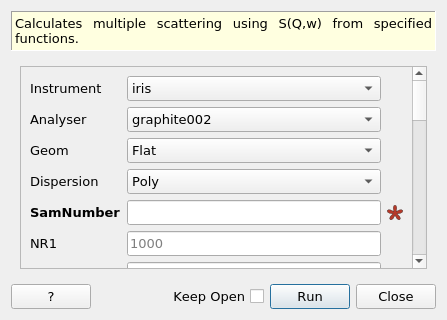 Calculates multiple scattering using S(Q,w) from specified
functions.
Instrument iris
Analyser graphite002
Geom Flat
Dispersion Poly
SamNumber
NR1 1000
? Keep Open Run Close